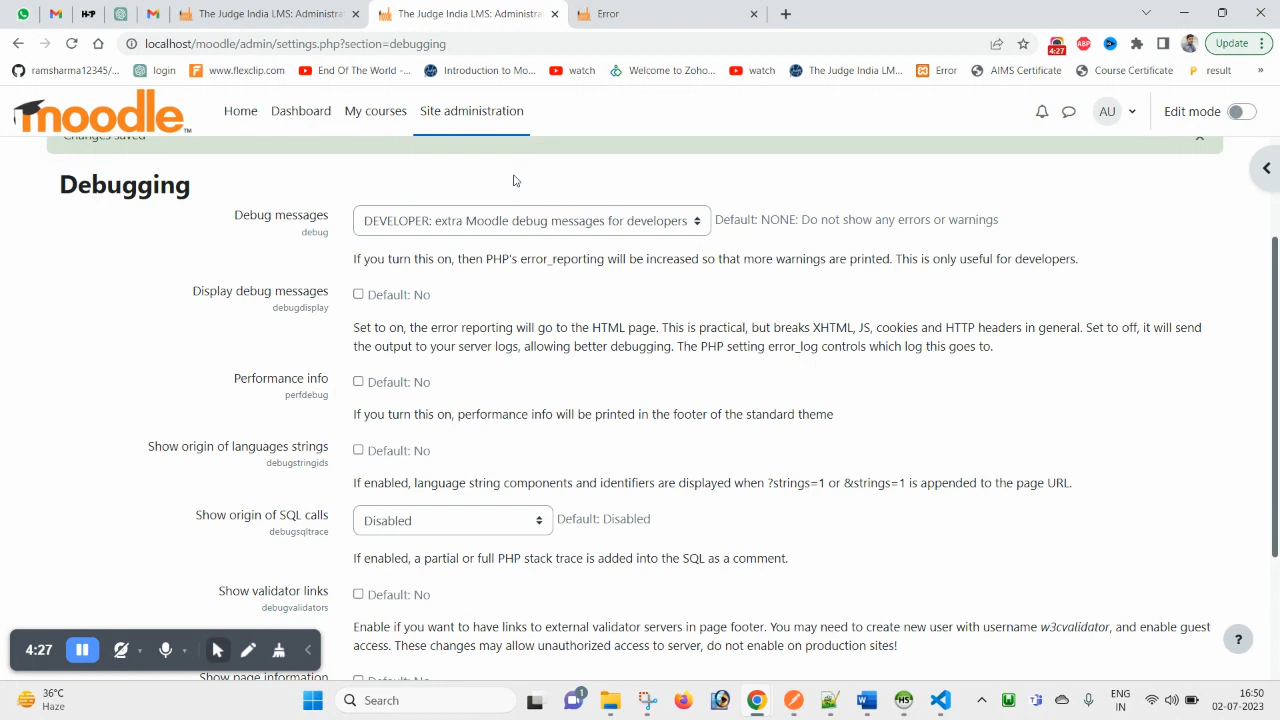 The Judge India LMS: Administra
The Judge India LMS: Administra
Error
localhost/moodle/admin/settings.php?section=debugging
4:27
ABP
Update
ramsharma12345/...
login
www.flexclip.com
End Of The World -...
Introduction to Mo...
watch
Welcome to Zoho...
watch
The Judge India LM...
Error
AIMS Certificate
Course Certificate
result
»
moodle
Home
Dashboard
My courses
Site administration
AU
Edit mode
Changes saved
Debugging
Debug messages
debug
DEVELOPER: extra Moodle debug messages for developers
Default: NONE: Do not show any errors or warnings
If you turn this on, then PHP's error_reporting will be increased so that more warnings are printed. This is only useful for developers.
Display debug messages
debugdisplay
Default: No
Set to on, the error reporting will go to the HTML page. This is practical, but breaks XHTML, JS, cookies and HTTP headers in general. Set to off, it will send
the output to your server logs, allowing better debugging. The PHP setting error_log controls which log this goes to.
Performance info
perfdebug
Default: No
If you turn this on, performance info will be printed in the footer of the standard theme
Show origin of languages strings
debugstringids
Default: No
If enabled, language string components and identifiers are displayed when ?strings=1 or &strings=1 is appended to the page URL.
Show origin of SQL calls
debugsqltrace
Disabled
Default: Disabled
If enabled, a partial or full PHP stack trace is added into the SQL as a comment.
Show validator links
debugvalidators
Default: No
Enable if you want to have links to external validator servers in page footer. You may need to create new user with username w3cvalidator, and enable guest
access. These changes may allow unauthorized access to server, do not enable on production sites!
Show page information
Default: No
4:27
?
36°C
Haze
Search
1
ENG
IN
16:50
02-07-2023